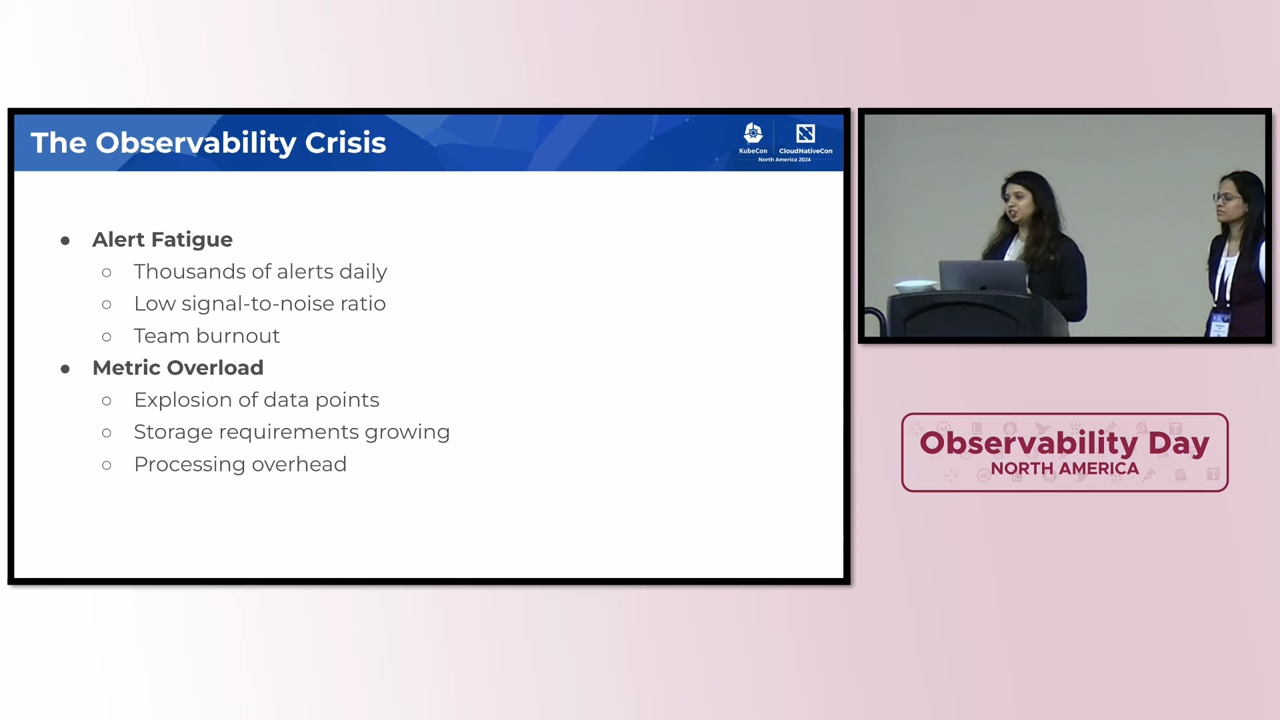 The Observability Crisis
KubeCon
CloudNativeCon
North America 2024
● Alert Fatigue
○ Thousands of alerts daily
○ Low signal-to-noise ratio
○ Team burnout
● Metric Overload
○ Explosion of data points
○ Storage requirements growing
○ Processing overhead
Observability Day
NORTH AMERICA